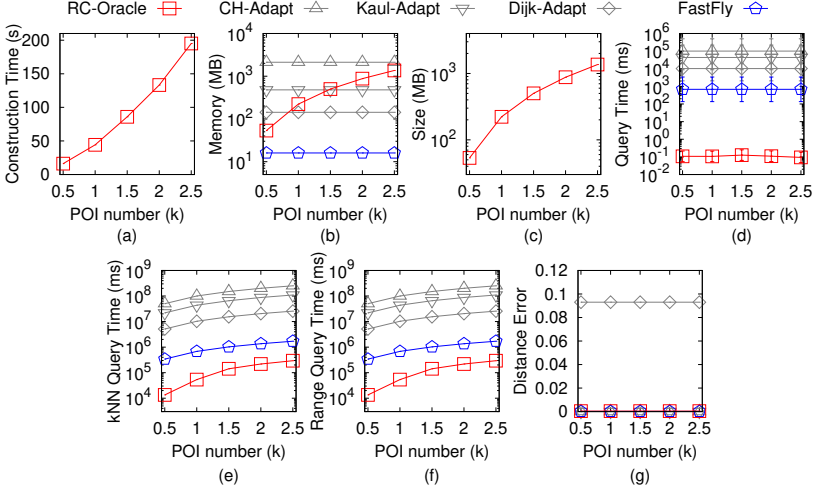 RC-Oracle CH-Adapt Kaul-Adapt Dijk-Adapt FastFly
Construction Time (s)
200
150
100
50
0
0.5 1 1.5 2 2.5
POI number (k)
(a)
Memory (MB)
10^4
10^3
10^2
10^1
0.5 1 1.5 2 2.5
POI number (k)
(b)
Size (MB)
10^3
10^2
0.5 1 1.5 2 2.5
POI number (k)
(c)
Query Time (ms)
10^6
10^5
10^4
10^3
10^2
10^1
10^0
10^-1
10^-2
0.5 1 1.5 2 2.5
POI number (k)
(d)
kNN Query Time (ms)
10^9
10^8
10^7
10^6
10^5
10^4
0.5 1 1.5 2 2.5
POI number (k)
(e)
Range Query Time (ms)
10^9
10^8
10^7
10^6
10^5
10^4
0.5 1 1.5 2 2.5
POI number (k)
(f)
Distance Error
0.12
0.1
0.08
0.06
0.04
0.02
0
0.5 1 1.5 2 2.5
POI number (k)
(g)